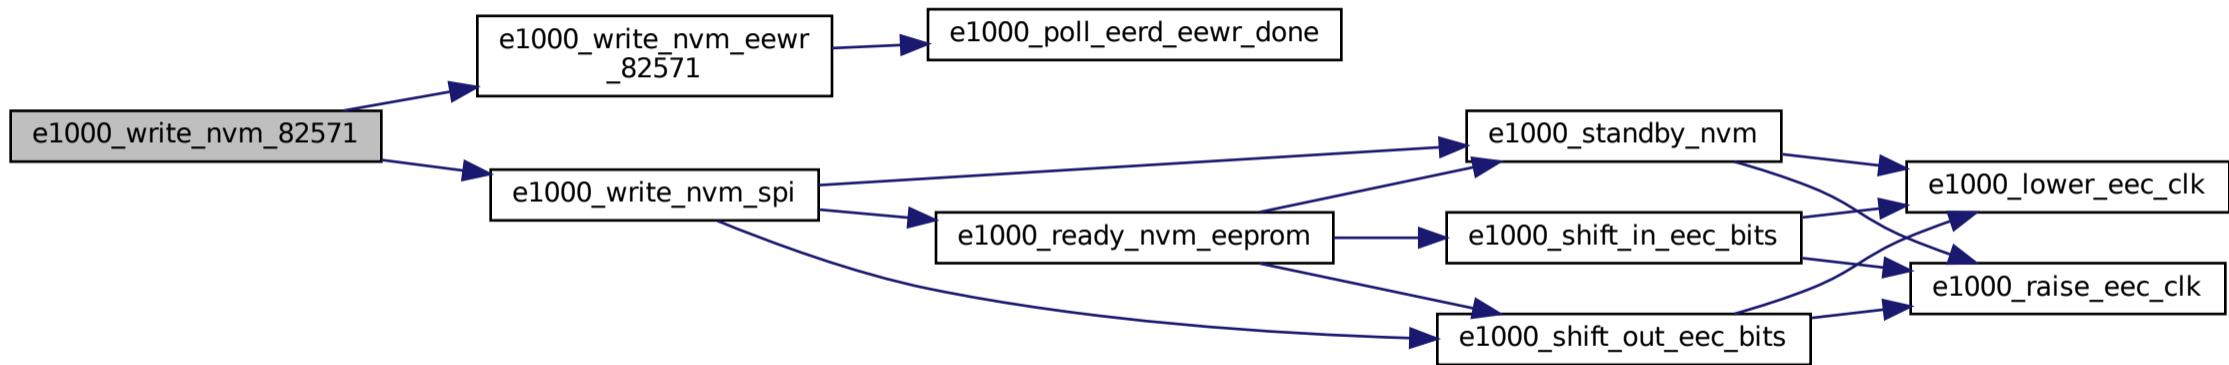 e1000_write_nvm_82571
e1000_write_nvm_eewr
_82571
e1000_poll_eerd_eewr_done
e1000_write_nvm_spi
e1000_ready_nvm_eeprom
e1000_standby_nvm
e1000_shift_in_eec_bits
e1000_shift_out_eec_bits
e1000_lower_eec_clk
e1000_raise_eec_clk